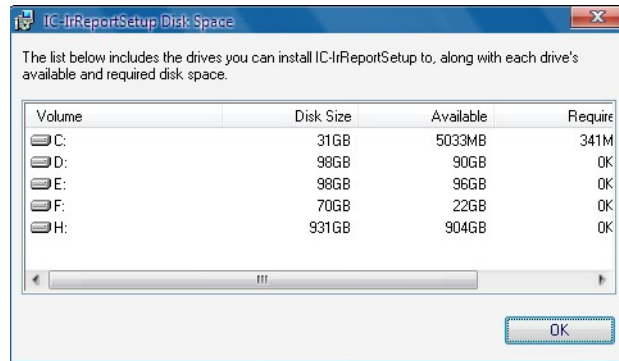 IC-IrReportSetup Disk Space
The list below includes the drives you can install IC-IrReportSetup to, along with each drive's
available and required disk space.
Volume Disk Size Available Require
C: 31GB 5033MB 341M
D: 98GB 90GB 0K
E: 98GB 96GB 0K
F: 70GB 22GB 0K
H: 931GB 904GB 0K
OK